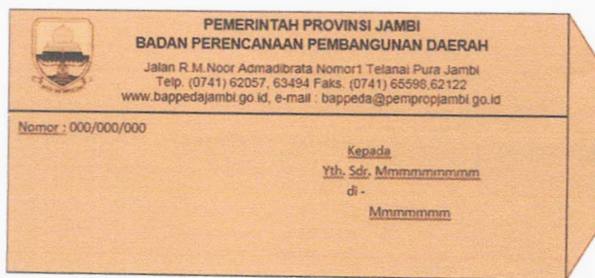 PEMERINTAH PROVINSI JAMBI
BADAN PERENCANAAN PEMBANGUNAN DAERAH
Jalan R.M.Noor Admadibrata Nomor1 Telanai Pura Jambi
Telp. (0741) 62057, 63494 Faks. (0741) 65598,62122
www.bappedajambi.go.id, e-mail : bappeda@pempropjambi.go.id
Nomor : 000/000/000
Kepada
Yth. Sdr. Mmmmmmmmm
di -
Mmmmmmm